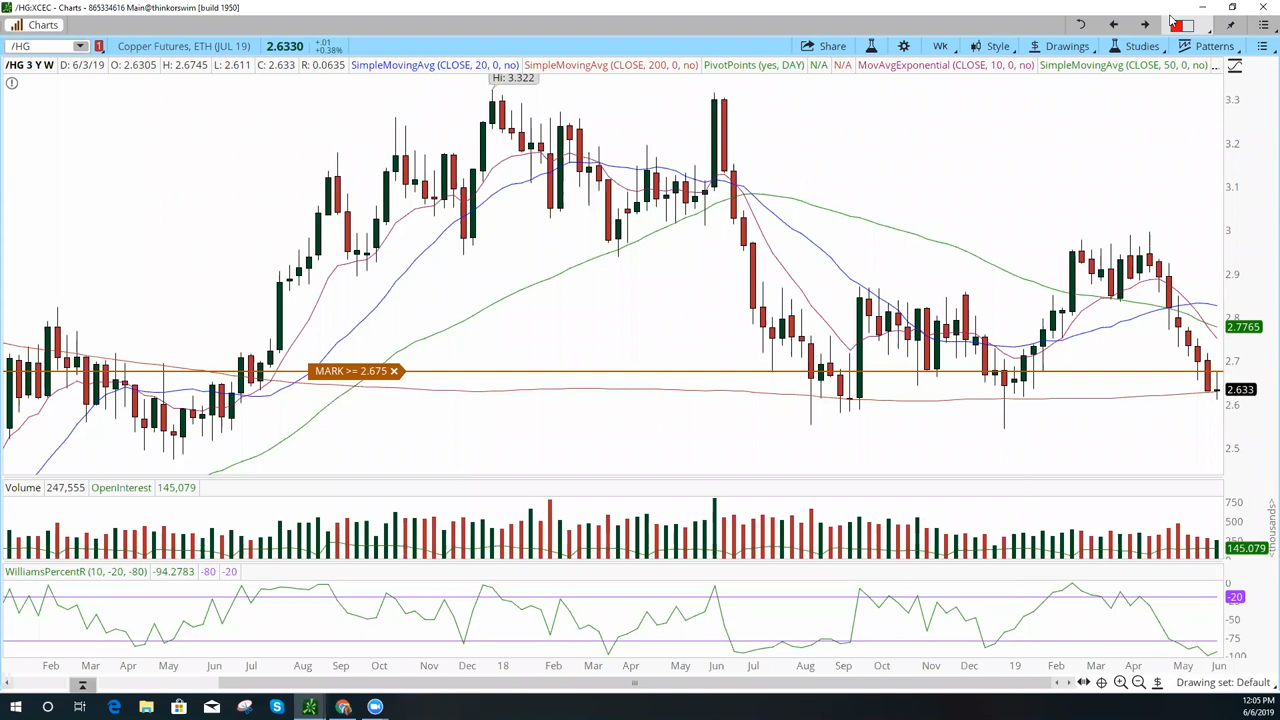 /HG:XCEC - Charts - 865334616 Main@thinkorswim [build 1950]
Charts
/HG 1 Copper Futures, ETH (JUL 19) 2.6330 +.01 +0.38% Share Wk Style Drawings Studies Patterns
/HG 3 Y W D: 6/3/19 O: 2.6305 H: 2.6745 L: 2.611 C: 2.633 R: 0.0635 SimpleMovingAvg (CLOSE, 20, 0, no) SimpleMovingAvg (CLOSE, 200, 0, no) PivotPoints (yes, DAY) N/A N/A MovAvgExponential (CLOSE, 10, 0, no) SimpleMovingAvg (CLOSE, 50, 0, no) ...
Hi: 3.322
3.3
3.2
3.1
3
2.9
2.8
2.7765
2.7
MARK >= 2.675 ×
2.633
2.6
2.5
Volume 247,555 OpenInterest 145,079
750
500
145,079
<thousands>
WilliamsPercentR (10, -20, -80) -94.2783 -80 -20
0
-20
-50
-75
-100
Feb Mar Apr May Jun Jul Aug Sep Oct Nov Dec 18 Feb Mar Apr May Jun Jul Aug Sep Oct Nov Dec 19 Feb Mar Apr May Jun
Drawing set: Default
12:05 PM
6/6/2019